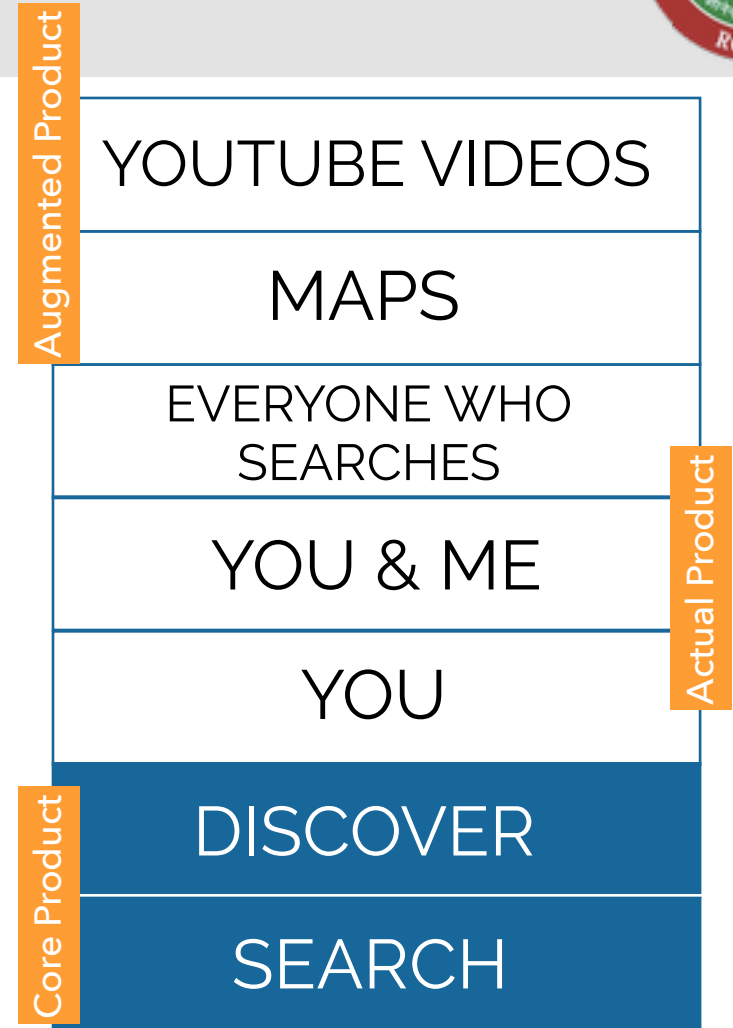 Augmented Product
YOUTUBE VIDEOS
MAPS
EVERYONE WHO
SEARCHES
YOU & ME
Actual Product
YOU
DISCOVER
Core Product
SEARCH